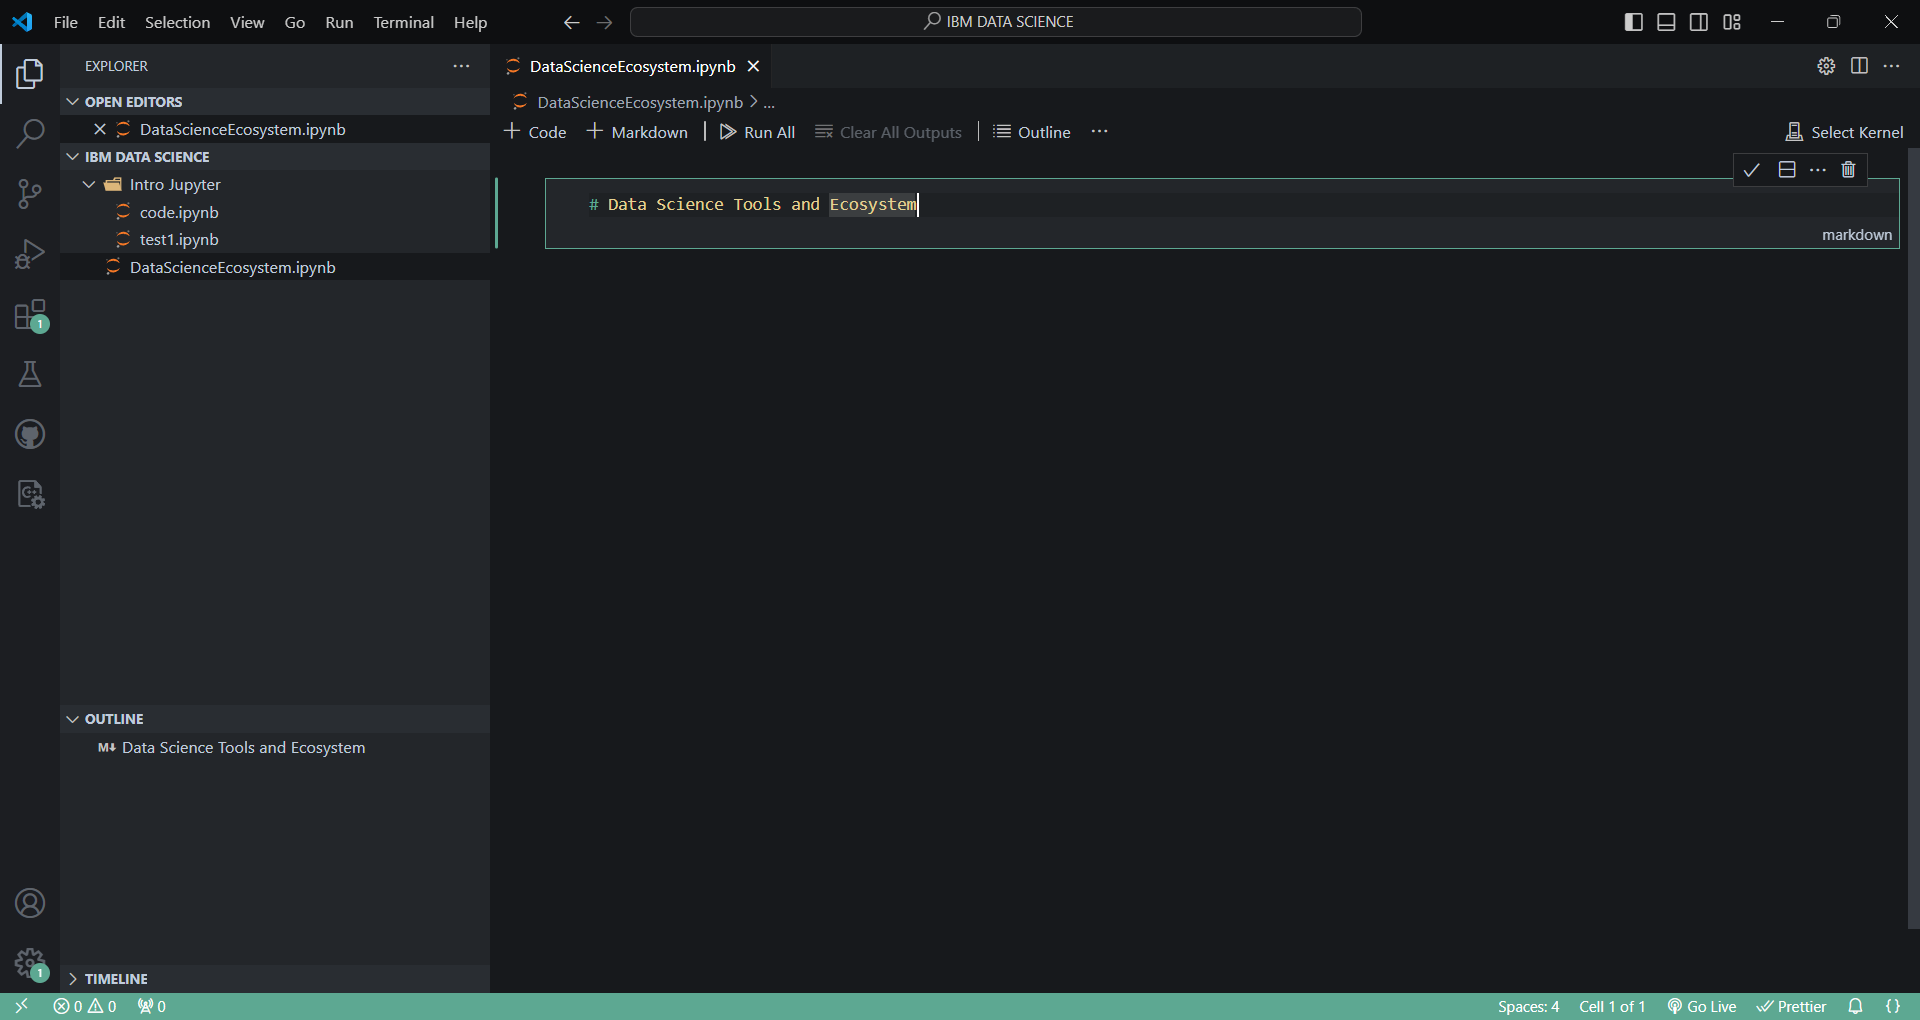 File Edit Selection View Go Run Terminal Help
IBM DATA SCIENCE
EXPLORER
OPEN EDITORS
DataScienceEcosystem.ipynb
IBM DATA SCIENCE
Intro Jupyter
code.ipynb
test1.ipynb
DataScienceEcosystem.ipynb
OUTLINE
M Data Science Tools and Ecosystem
TIMELINE
1
1
DataScienceEcosystem.ipynb
DataScienceEcosystem.ipynb > ...
Code Markdown Run All Clear All Outputs Outline ...
Select Kernel
# Data Science Tools and Ecosystem
markdown
0 0 0
Spaces: 4 Cell 1 of 1 Go Live Prettier {}